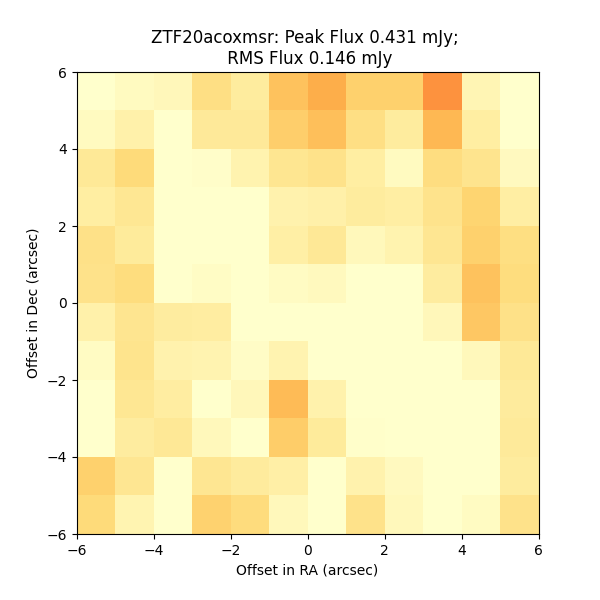 ZTF20acoxmsr: Peak Flux 0.431 mJy;
RMS Flux 0.146 mJy
6
4
2
0
−2
−4
−6
Offset in Dec (arcsec)
−6 −4 −2 0 2 4 6
Offset in RA (arcsec)